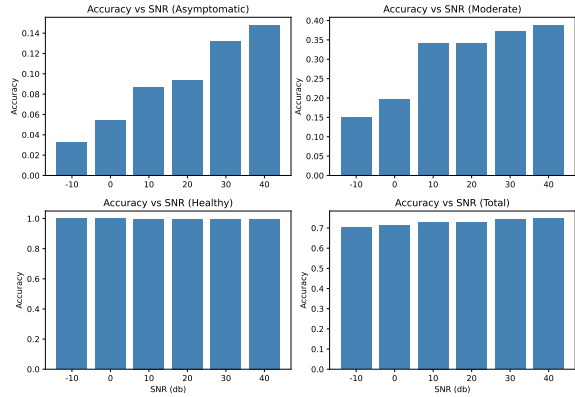 Accuracy vs SNR (Asymptomatic)
Accuracy
0.14
0.12
0.10
0.08
0.06
0.04
0.02
0.00
-10 0 10 20 30 40
Accuracy vs SNR (Moderate)
Accuracy
0.40
0.35
0.30
0.25
0.20
0.15
0.10
0.05
0.00
-10 0 10 20 30 40
Accuracy vs SNR (Healthy)
Accuracy
1.0
0.8
0.6
0.4
0.2
0.0
-10 0 10 20 30 40
SNR (db)
Accuracy vs SNR (Total)
Accuracy
0.7
0.6
0.5
0.4
0.3
0.2
0.1
0.0
-10 0 10 20 30 40
SNR (db)